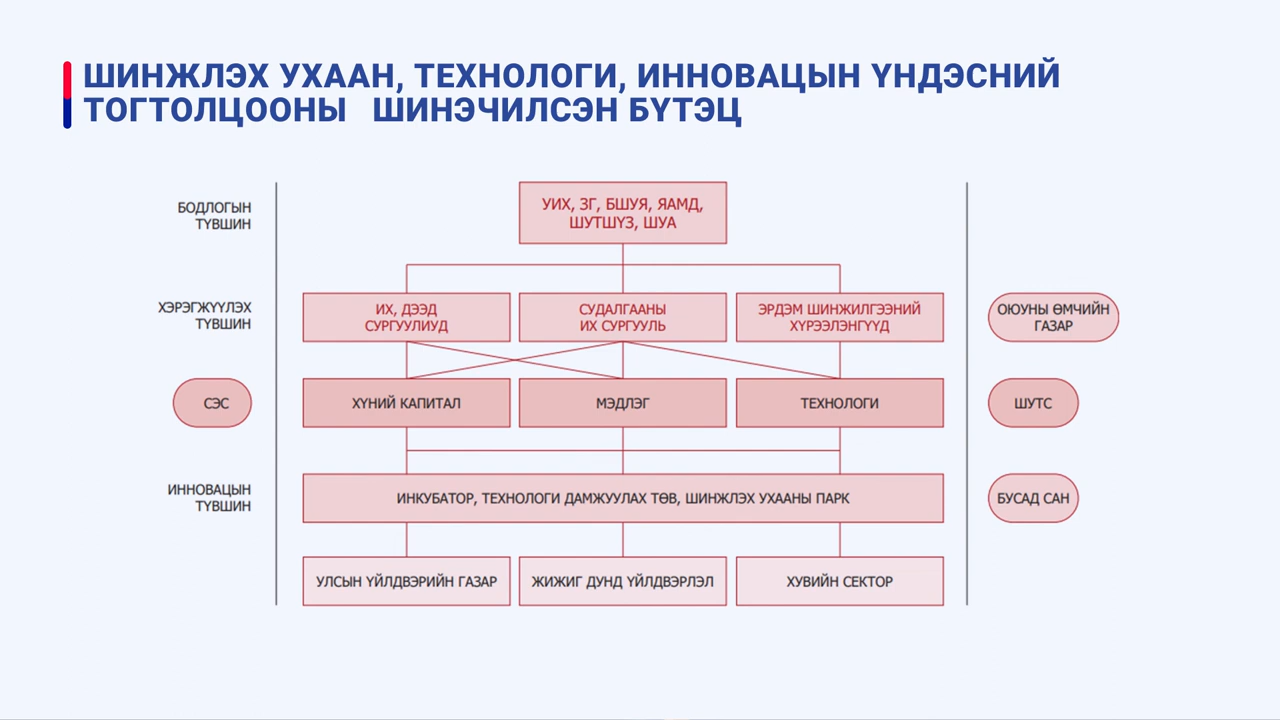 ШИНЖЛЭХ УХААН, ТЕХНОЛОГИ, ИННОВАЦЫН ҮНДЭСНИЙ
ТОГТОЛЦООНЫ ШИНЭЧИЛСЭН БҮТЭЦ
БОДЛОГЫН
ТҮВШИН
УИХ, ЗГ, БШУЯ, ЯАМД,
ШУТШҮЗ, ШУА
ХЭРЭГЖҮҮЛЭХ
ТҮВШИН
ИХ, ДЭЭД
СУРГУУЛИУД
СУДАЛГААНЫ
ИХ СУРГУУЛЬ
ЭРДЭМ ШИНЖИЛГЭЭНИЙ
ХҮРЭЭЛЭНГҮҮД
ОЮУНЫ ӨМЧИЙН
ГАЗАР
СЭС
ХҮНИЙ КАПИТАЛ
МЭДЛЭГ
ТЕХНОЛОГИ
ШУТС
ИННОВАЦЫН
ТҮВШИН
ИНКУБАТОР, ТЕХНОЛОГИ ДАМЖУУЛАХ ТӨВ, ШИНЖЛЭХ УХААНЫ ПАРК
БУСАД САН
УЛСЫН ҮЙЛДВЭРИЙН ГАЗАР
ЖИЖИГ ДУНД ҮЙЛДВЭРЛЭЛ
ХУВИЙН СЕКТОР